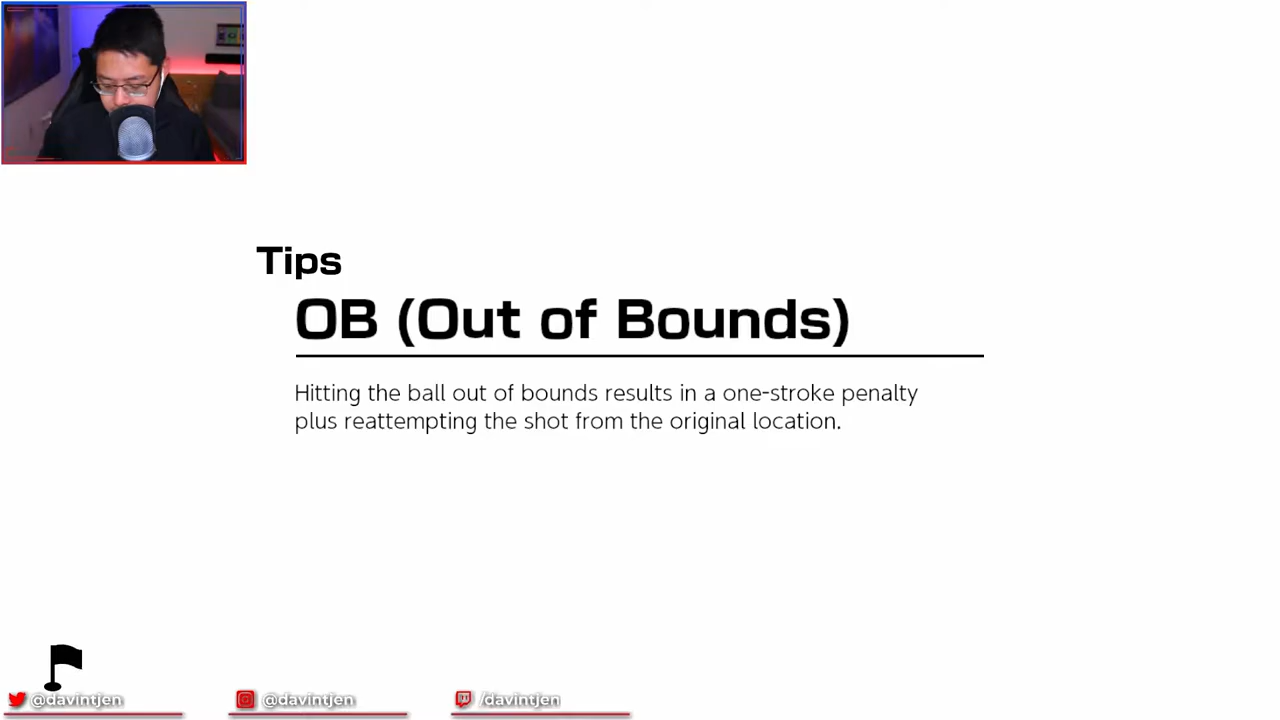 Tips
OB (Out of Bounds)
Hitting the ball out of bounds results in a one-stroke penalty
plus reattempting the shot from the original location.
@davintjen @davintjen /davintjen